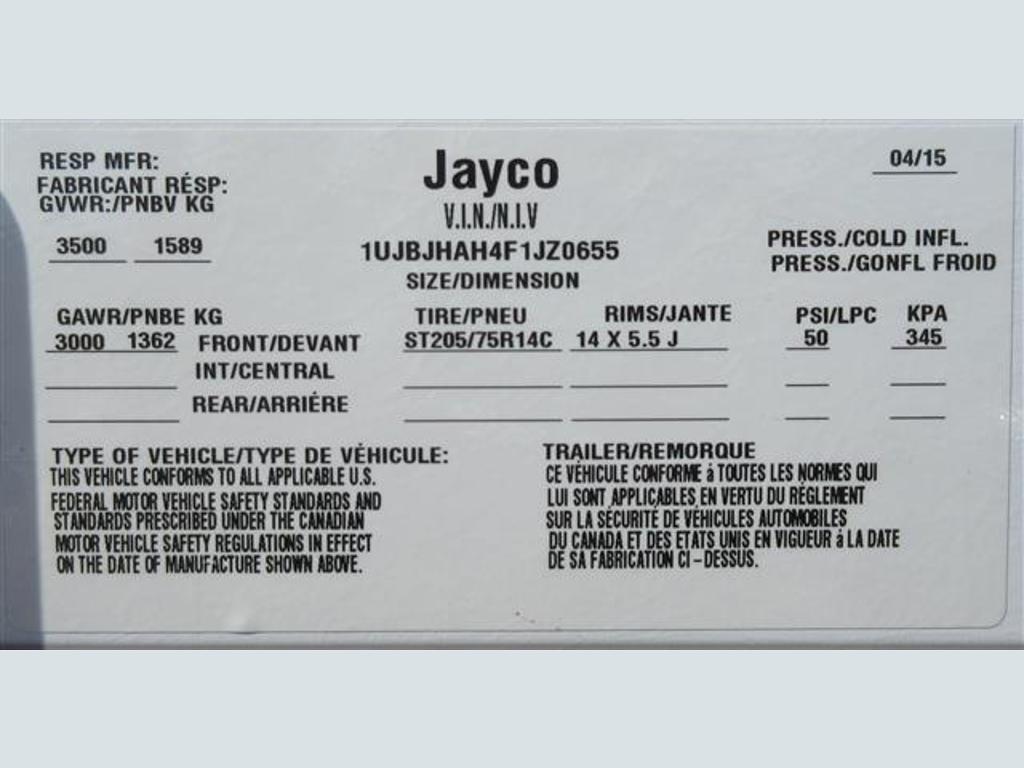 RESP MFR: Jayco 04/15
FABRICANT RÉSP:
GVWR:/PNBV KG V.I.N./N.I.V
3500 1589 1UJBJHAH4F1JZ0655 PRESS./COLD INFL.
SIZE/DIMENSION PRESS./GONFL FROID
GAWR/PNBE KG TIRE/PNEU RIMS/JANTE PSI/LPC KPA
3000 1362 FRONT/DEVANT ST205/75R14C 14 X 5.5 J 50 345
INT/CENTRAL
REAR/ARRIÉRE
TYPE OF VEHICLE/TYPE DE VÉHICULE: TRAILER/REMORQUE
THIS VEHICLE CONFORMS TO ALL APPLICABLE U.S.
FEDERAL MOTOR VEHICLE SAFETY STANDARDS AND
STANDARDS PRESCRIBED UNDER THE CANADIAN
MOTOR VEHICLE SAFETY REGULATIONS IN EFFECT
ON THE DATE OF MANUFACTURE SHOWN ABOVE.
CE VÉHICULE CONFORME à TOUTES LES NORMES QUI
LUI SONT APPLICABLES EN VERTU DU RÉGLEMENT
SUR LA SÉCURITÉ DE VÉHICULES AUTOMOBILES
DU CANADA ET DES ETATS UNIS EN VIGUEUR à LA DATE
DE SA FABRICATION CI-DESSUS.